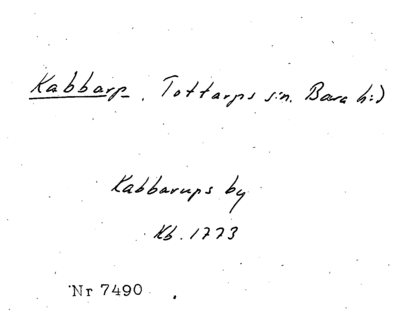 Kabbarp. Tottarps s:n. Bara h:d
Kabbarups by
Kb. 1773
Nr 7490.